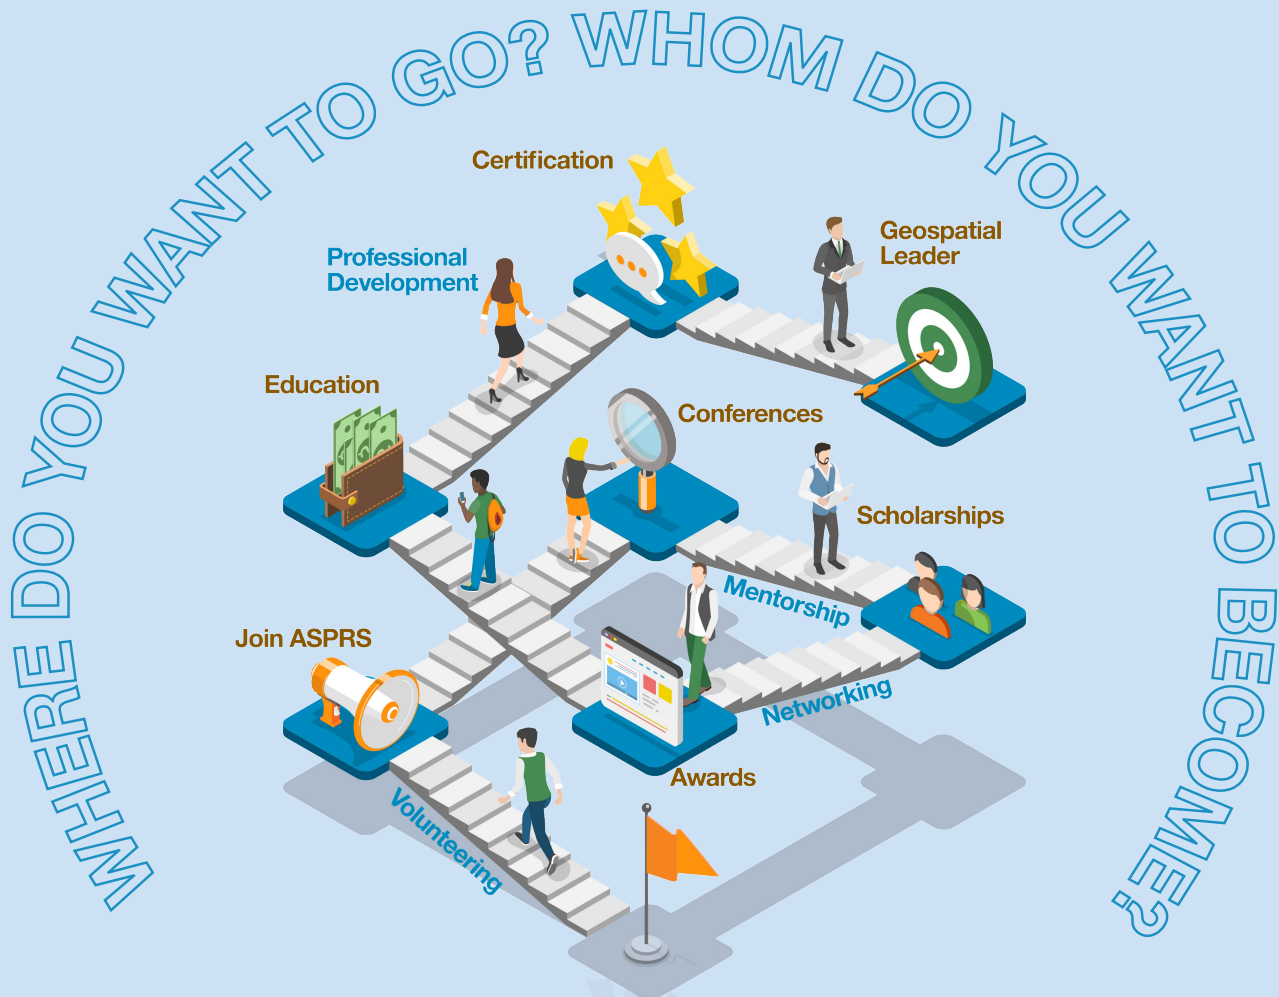 WHERE DO YOU WANT TO GO? WHOM DO YOU WANT TO BECOME?
Certification
Geospatial
Leader
Professional
Development
Education
Conferences
Scholarships
Mentorship
Join ASPRS
Networking
Awards
Volunteering